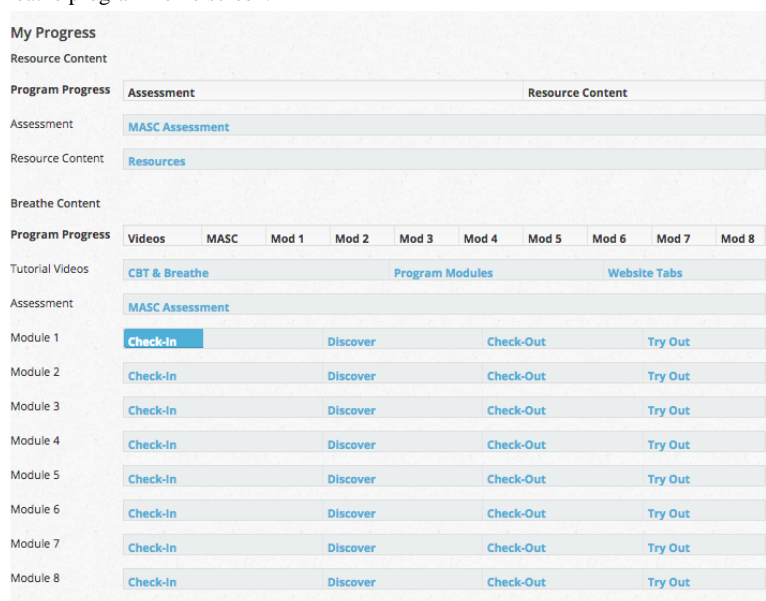 My Progress
Resource Content
Program Progress Assessment Resource Content
Assessment MASC Assessment
Resource Content Resources
Breathe Content
Program Progress Videos MASC Mod 1 Mod 2 Mod 3 Mod 4 Mod 5 Mod 6 Mod 7 Mod 8
Tutorial Videos CBT & Breathe Program Modules Website Tabs
Assessment MASC Assessment
Module 1 Check-In Discover Check-Out Try Out
Module 2 Check-In Discover Check-Out Try Out
Module 3 Check-In Discover Check-Out Try Out
Module 4 Check-In Discover Check-Out Try Out
Module 5 Check-In Discover Check-Out Try Out
Module 6 Check-In Discover Check-Out Try Out
Module 7 Check-In Discover Check-Out Try Out
Module 8 Check-In Discover Check-Out Try Out